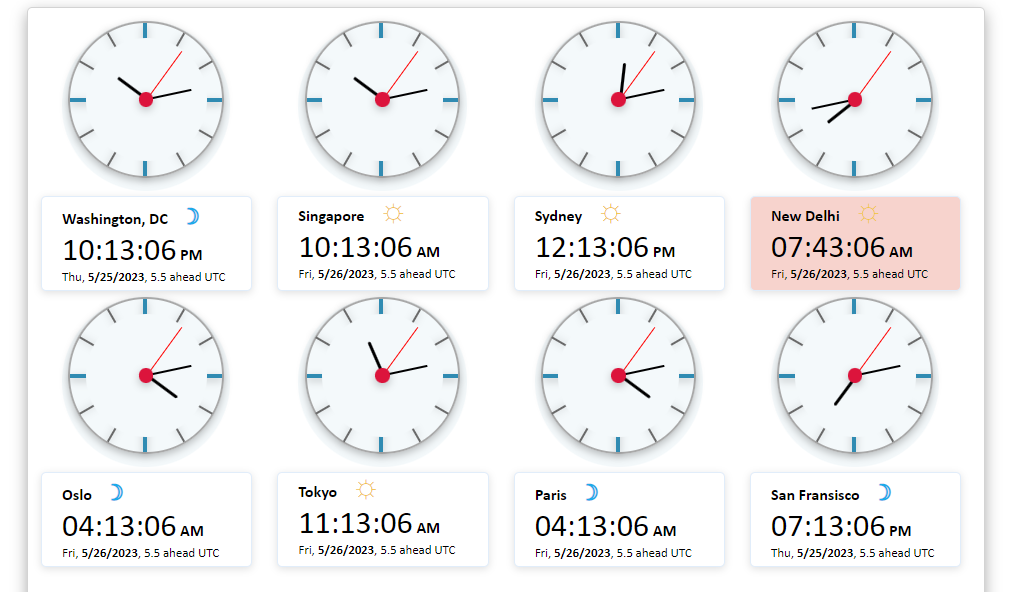 Washington, DC
10:13:06 PM
Thu, 5/25/2023, 5.5 ahead UTC
Singapore
10:13:06 AM
Fri, 5/26/2023, 5.5 ahead UTC
Sydney
12:13:06 PM
Fri, 5/26/2023, 5.5 ahead UTC
New Delhi
07:43:06 AM
Fri, 5/26/2023, 5.5 ahead UTC
Oslo
04:13:06 AM
Fri, 5/26/2023, 5.5 ahead UTC
Tokyo
11:13:06 AM
Fri, 5/26/2023, 5.5 ahead UTC
Paris
04:13:06 AM
Fri, 5/26/2023, 5.5 ahead UTC
San Fransisco
07:13:06 PM
Thu, 5/25/2023, 5.5 ahead UTC